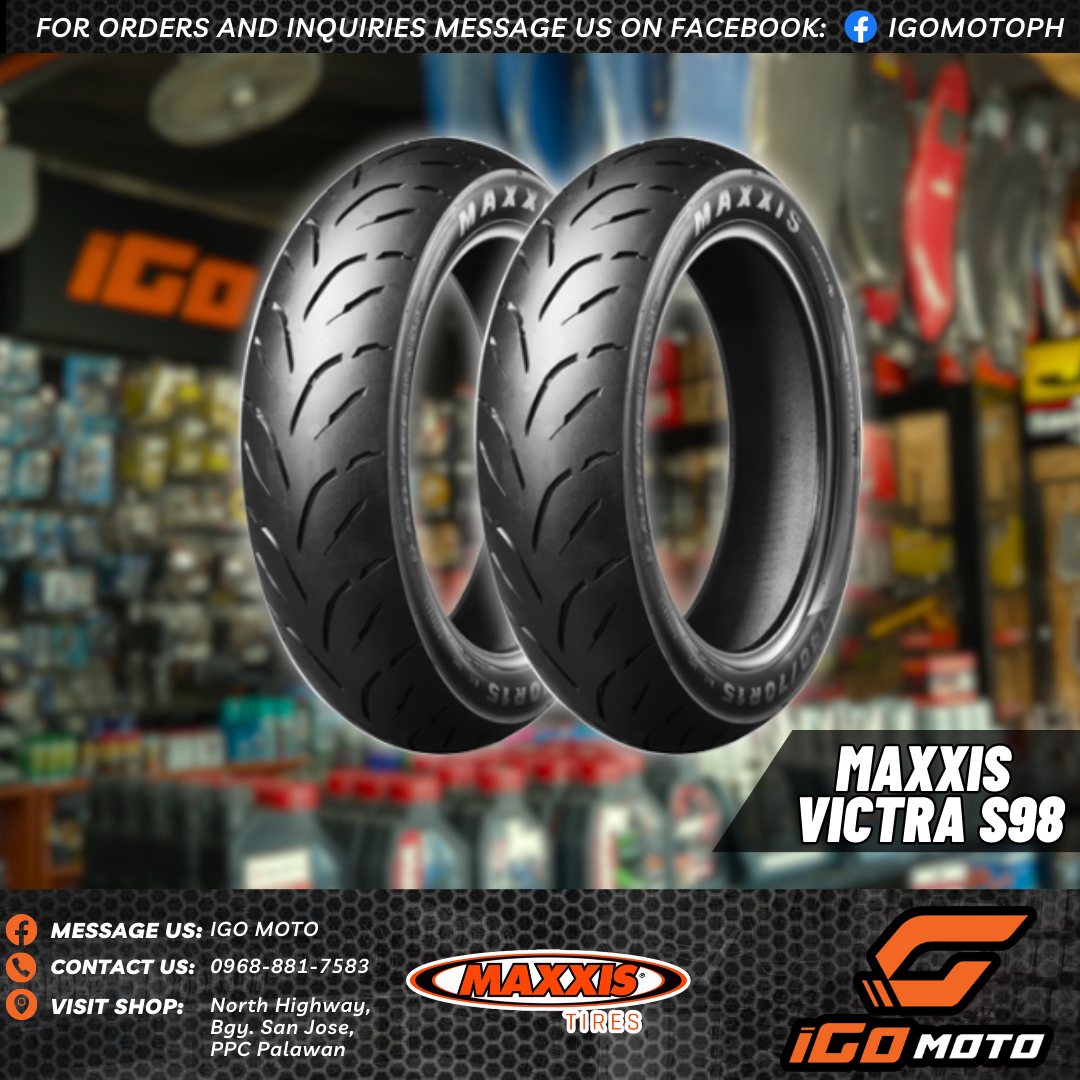 FOR ORDERS AND INQUIRIES MESSAGE US ON FACEBOOK: IGOMOTOPH
iGO
MAXXIS
MAXXIS
MAXXIS
VICTRA S98
MESSAGE US: IGO MOTO
CONTACT US: 0968-881-7583
VISIT SHOP: North Highway,
Bgy. San Jose,
PPC Palawan
MAXXIS
TIRES
iGO MOTO